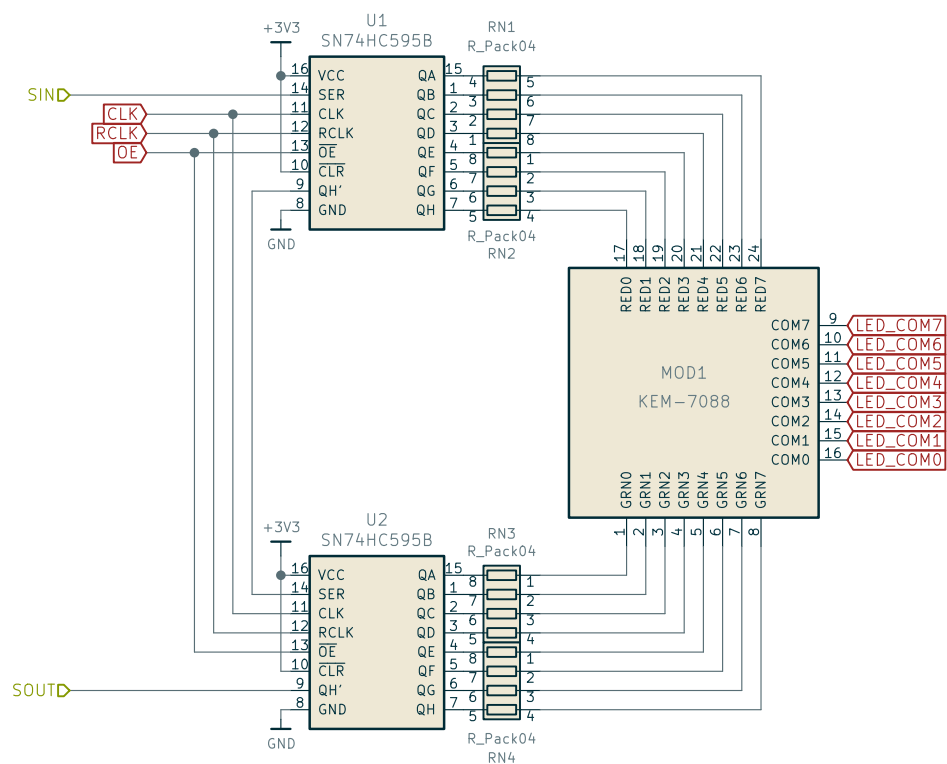 U1
SN74HC595B
+3V3
RN1
R_Pack04
16 VCC QA 15 4 5
SIN 14 SER QB 1 3 6
CLK 11 CLK QC 2 2 7
RCLK 12 RCLK QD 3 1 8
OE 13 OE QE 4 8 1
10 CLR QF 5 7 2
9 QH' QG 6 6 3
8 GND QH 7 5 4
GND
R_Pack04
RN2
17 18 19 20 21 22 23 24
RED0 RED1 RED2 RED3 RED4 RED5 RED6 RED7
COM7 9 LED_COM7
COM6 10 LED_COM6
COM5 11 LED_COM5
COM4 12 LED_COM4
COM3 13 LED_COM3
COM2 14 LED_COM2
COM1 15 LED_COM1
COM0 16 LED_COM0
MOD1
KEM-7088
GRN0 GRN1 GRN2 GRN3 GRN4 GRN5 GRN6 GRN7
1 2 3 4 5 6 7 8
U2
SN74HC595B
+3V3
RN3
R_Pack04
16 VCC QA 15 8 1
14 SER QB 1 7 2
11 CLK QC 2 6 3
12 RCLK QD 3 5 4
13 OE QE 4 8 1
10 CLR QF 5 7 2
SOUT 9 QH' QG 6 6 3
8 GND QH 7 5 4
GND
R_Pack04
RN4